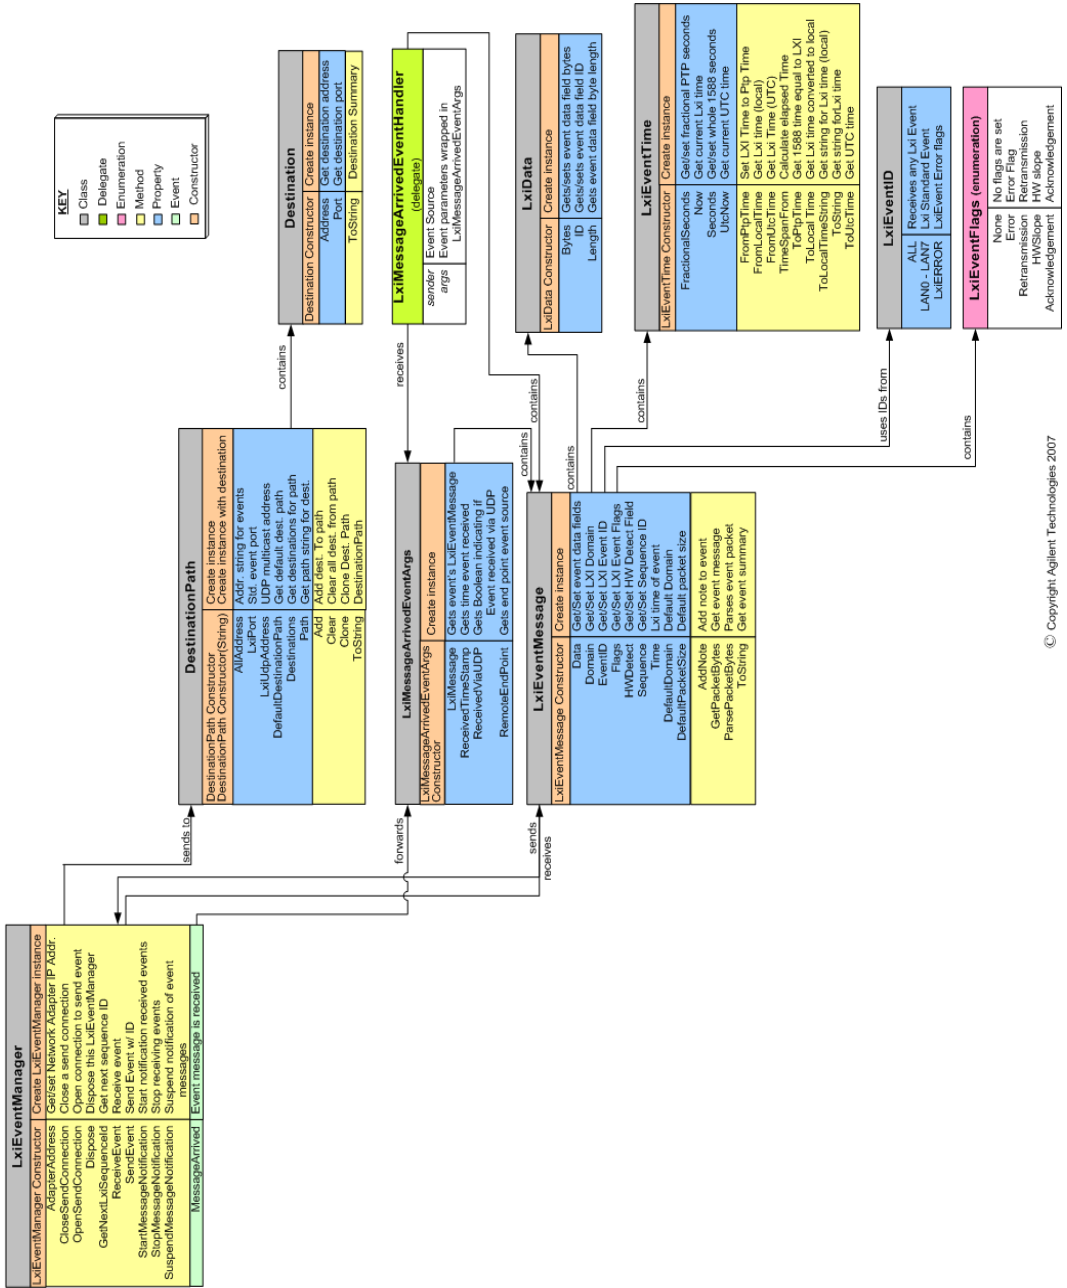 KEY
Class
Delegate
Enumeration
Method
Property
Event
Constructor
LxiEventManager
LxiEventManager Constructor Create LxiEventManager instance
AdapterAddress Get/set Network Adapter IP Addr.
CloseSendConnection Close a send connection
OpenSendConnection Open connection to send event
Dispose Dispose this LxiEventManager
GetNextLxiSequenceId Get next sequence ID
ReceiveEvent Receive event
SendEvent Send Event w/ ID
StartMessageNotification Start notification received events
StopMessageNotification Stop receiving events
SuspendMessageNotification Suspend notification of event
messages
MessageArrived Event message is received
sends to
forwards
sends
receives
DestinationPath
DestinationPath Constructor Create instance
DestinationPath Constructor(String) Create instance with destination
AllAddress Addr. string for events
LxiPort Std. event port
LxiUdpAddress UDP multicast address
DefaultDestinationPath Get default dest. path
Destinations Get destinations for path
Path Get path string for dest.
Add Add dest. To path
Clear Clear all dest. from path
Clone Clone Dest. Path
ToString DestinationPath
contains
Destination
Destination Constructor Create instance
Address Get destination address
Port Get destination port
ToString Destination Summary
LxiMessageArrivedEventArgs
LxiMessageArrivedEventArgs
Constructor Create instance
LxiMessage Gets event's LxiEventMessage
ReceivedTimeStamp Gets time event received
ReceivedViaUDP Gets Boolean indicating if
Event received via UDP
RemoteEndPoint Gets end point event source
receives
LxiMessageArrivedEventHandler
(delegate)
sender Event Source
args Event parameters wrapped in
LxiMessageArrivedEventArgs
contains
contains
contains
LxiEventMessage
LxiEventMessage Constructor Create instance
Data Get/Set event data fields
Domain Get/Set LXI Domain
EventID Get/Set LXI Event ID
Flags Get/Set LXI Event Flags
HWDetect Get/Set HW Detect Field
Sequence Get/Set Sequence ID
Time Lxi time of event
DefaultDomain Default Domain
DefaultPacketSize Default packet size
AddNote Add note to event
GetPacketBytes Get event message
ParsePacketBytes Parses event packet
ToString Get event summary
LxiData
LxiData Constructor Create instance
Bytes Gets/sets event data field bytes
ID Gets/sets event data field ID
Length Gets event data field byte length
contains
LxiEventTime
LxiEventTime Constructor Create instance
FractionalSeconds Get/set fractional PTP seconds
Now Get current Lxi time
Seconds Get/set whole 1588 seconds
UtcNow Get current UTC time
FromPtpTime Set LXI Time to Ptp Time
FromLocalTime Get Lxi time (local)
FromUtcTime Get Lxi Time (UTC)
TimeSpanFrom Calculate elapsed Time
ToPtpTime Get 1588 time equal to LXI
ToLocal Time Get Lxi time converted to local
ToLocalTimeString Get string for Lxi time (local)
ToString Get string forLxi time
ToUtcTime Get UTC time
uses IDs from
LxiEventID
ALL Receives any Lxi Event
LAN0 - LAN7 Lxi Standard Event
LxiERROR LxiEvent Error flags
contains
LxiEventFlags (enumeration)
None No flags are set
Error Error Flag
Retransmission Retransmission
HWSlope HW slope
Acknowledgement Acknowledgement
© Copyright Agilent Technologies 2007